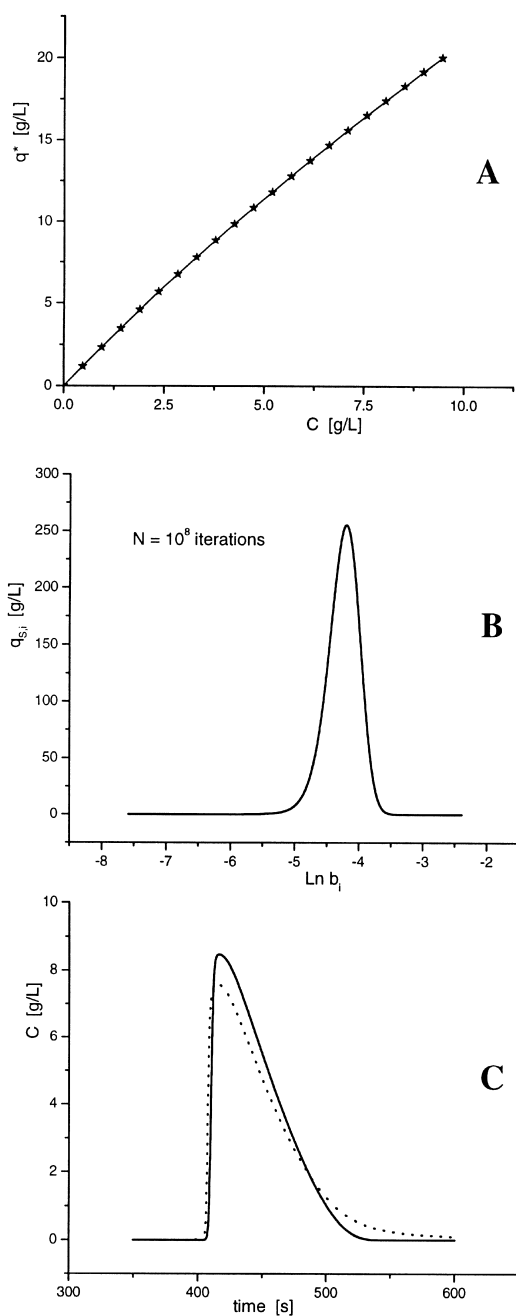 20
15
10
5
0
q* [g/L]
A
0.0 2.5 5.0 7.5 10.0
C [g/L]
300
250
200
150
100
50
0
q_{s,i} [g/L]
N = 10⁸ iterations
B
-8 -7 -6 -5 -4 -3 -2
Ln b_i
10
8
6
4
2
0
C [g/L]
C
300 400 500 600
time [s]